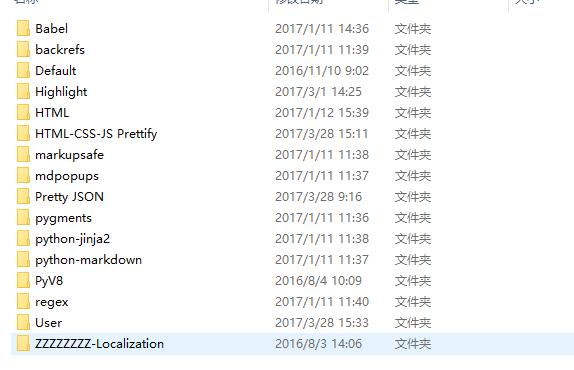 名称 修改日期 类型 大小
Babel 2017/1/11 14:36 文件夹
backrefs 2017/1/11 11:39 文件夹
Default 2016/11/10 9:02 文件夹
Highlight 2017/3/1 14:25 文件夹
HTML 2017/1/12 15:39 文件夹
HTML-CSS-JS Prettify 2017/3/28 15:11 文件夹
markupsafe 2017/1/11 11:38 文件夹
mdpopups 2017/1/11 11:37 文件夹
Pretty JSON 2017/3/28 9:16 文件夹
pygments 2017/1/11 11:36 文件夹
python-jinja2 2017/1/11 11:38 文件夹
python-markdown 2017/1/11 11:37 文件夹
PyV8 2016/8/4 10:09 文件夹
regex 2017/1/11 11:40 文件夹
User 2017/3/28 15:33 文件夹
ZZZZZZZZ-Localization 2016/8/3 14:06 文件夹